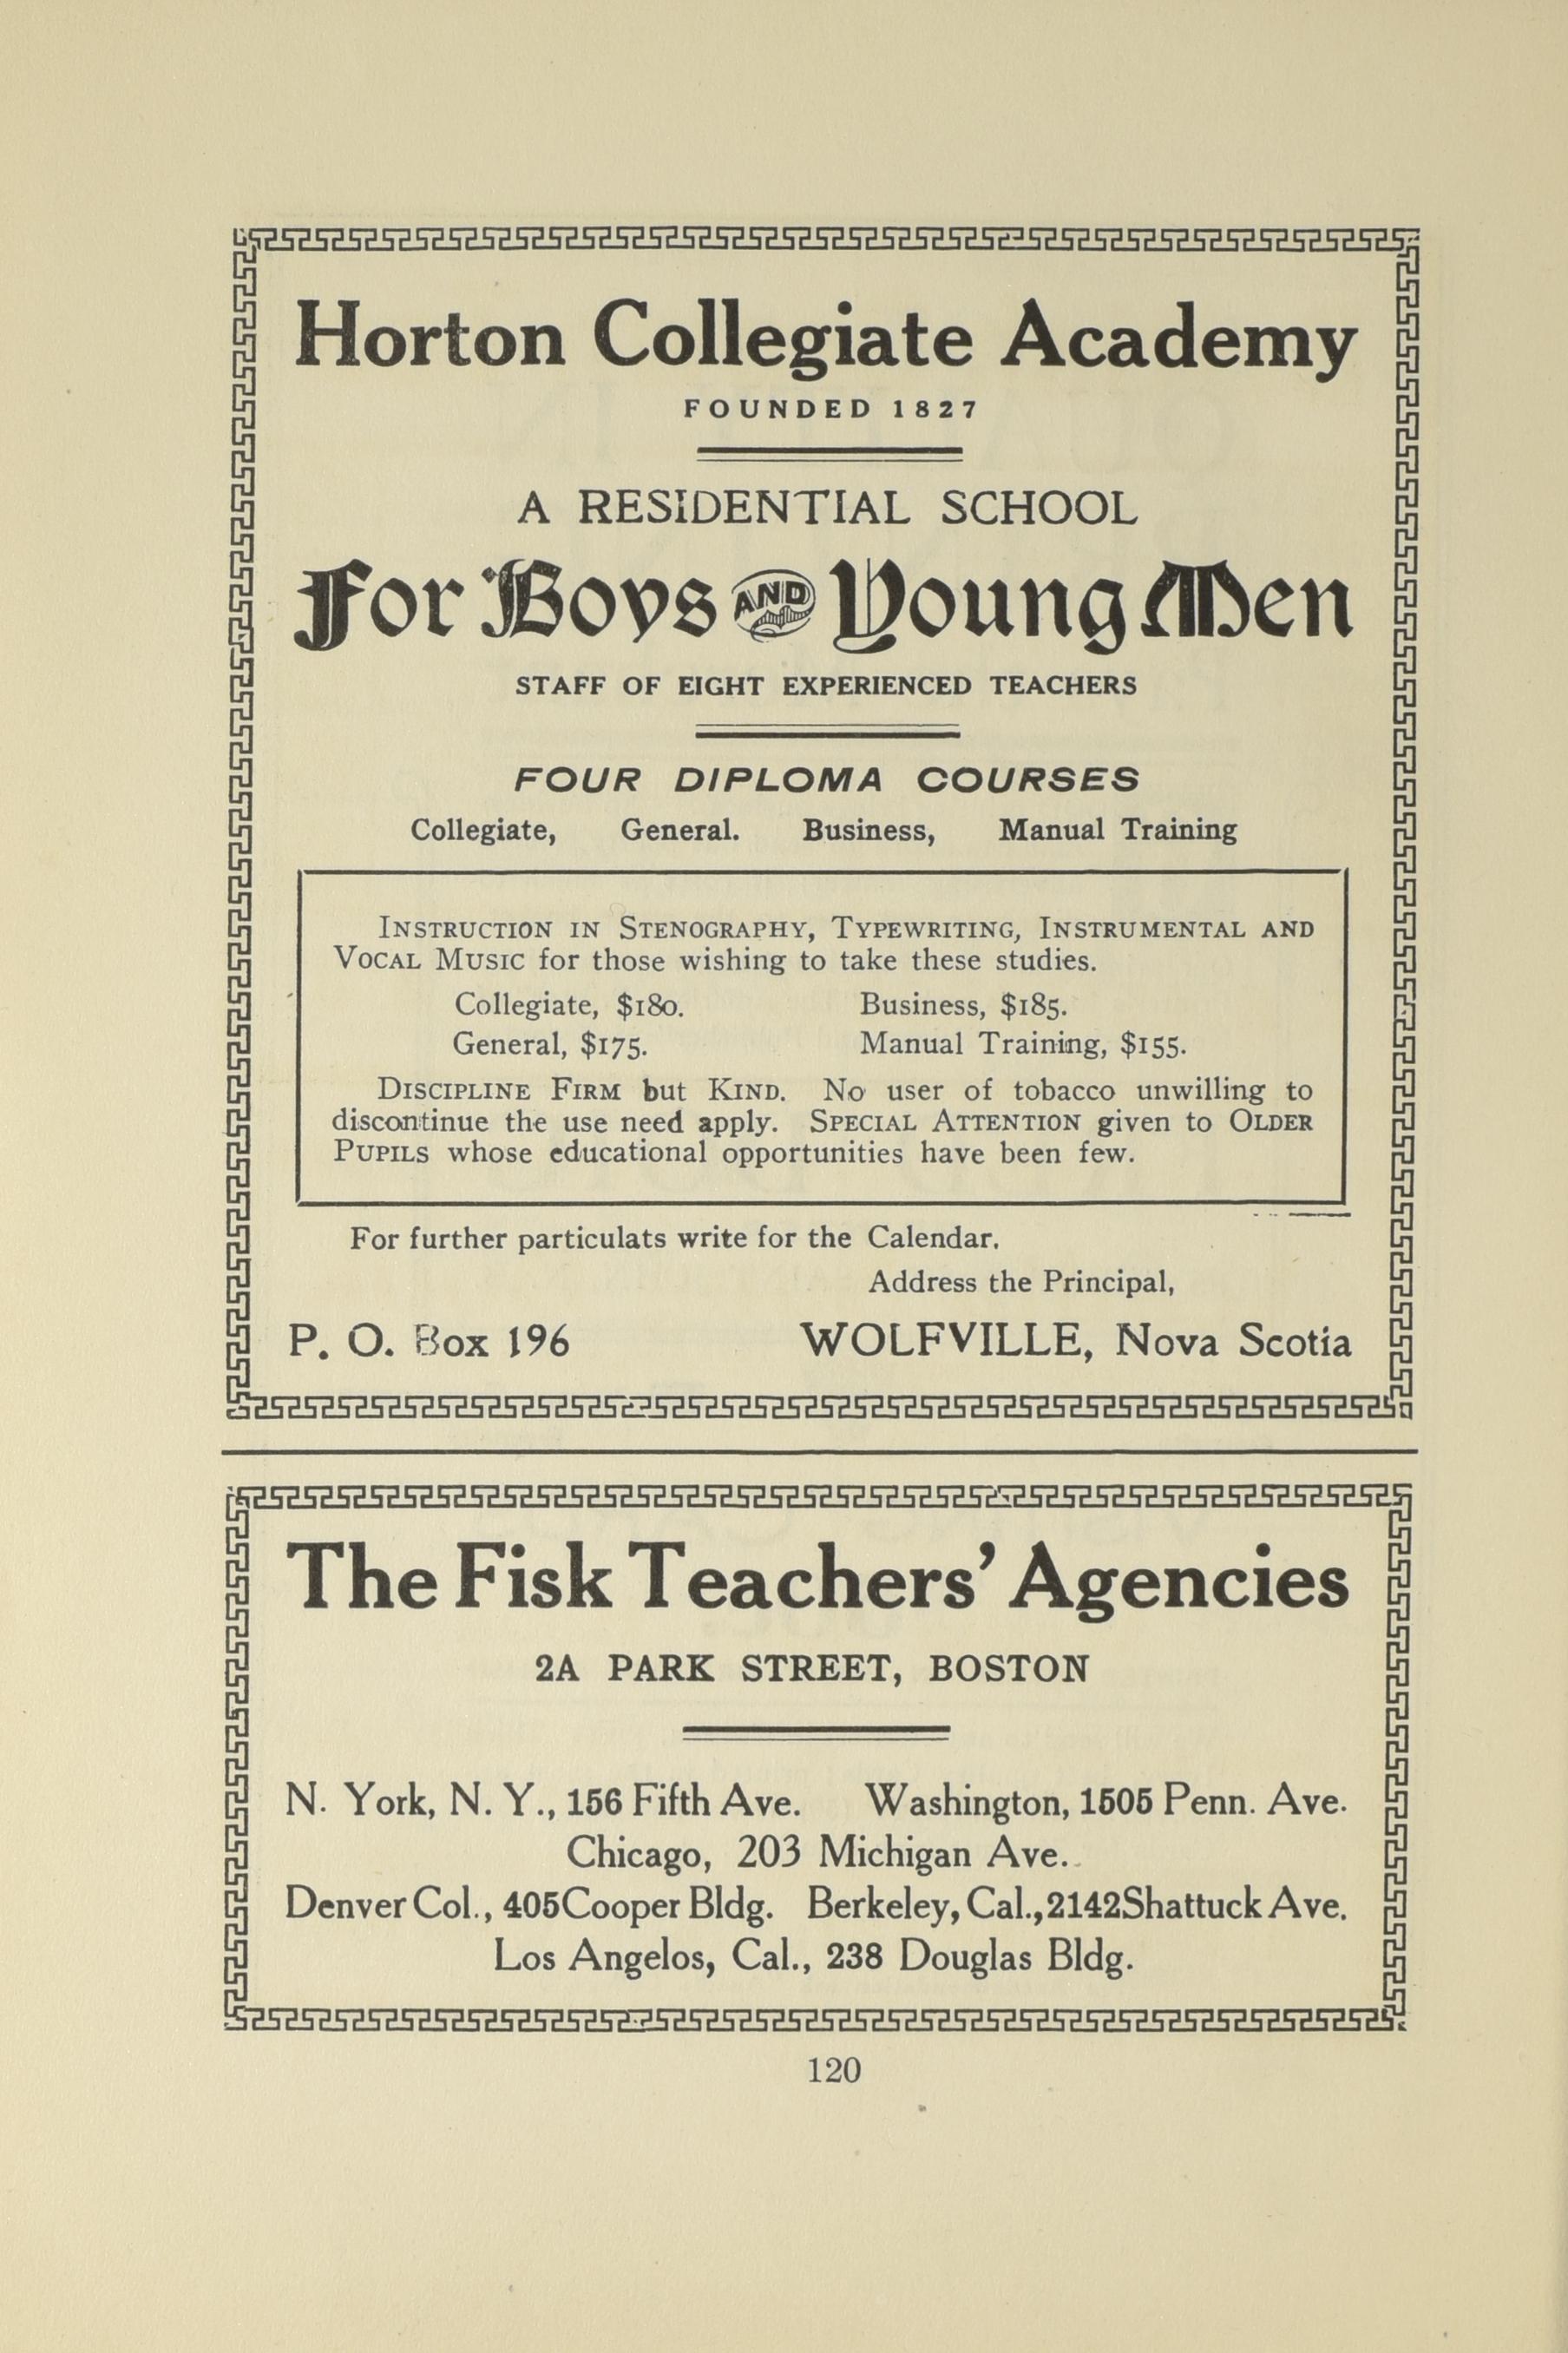 Horton Collegiate Academy
FOUNDED 1827
A RESIDENTIAL SCHOOL
For Boys AND Young Men
STAFF OF EIGHT EXPERIENCED TEACHERS
FOUR DIPLOMA COURSES
Collegiate, General. Business, Manual Training
INSTRUCTION IN STENOGRAPHY, TYPEWRITING, INSTRUMENTAL AND
VOCAL MUSIC for those wishing to take these studies.
Collegiate, $180. Business, $185.
General, $175. Manual Training, $155.
DISCIPLINE FIRM but KIND. No user of tobacco unwilling to
discontinue the use need apply. SPECIAL ATTENTION given to OLDER
PUPILS whose educational opportunities have been few.
For further particulats write for the Calendar.
Address the Principal,
P. O. Box 196 WOLFVILLE, Nova Scotia
The Fisk Teachers' Agencies
2A PARK STREET, BOSTON
N. York, N. Y., 156 Fifth Ave. Washington, 1505 Penn. Ave.
Chicago, 203 Michigan Ave.
Denver Col., 405 Cooper Bldg. Berkeley, Cal., 2142 Shattuck Ave.
Los Angelos, Cal., 238 Douglas Bldg.
120